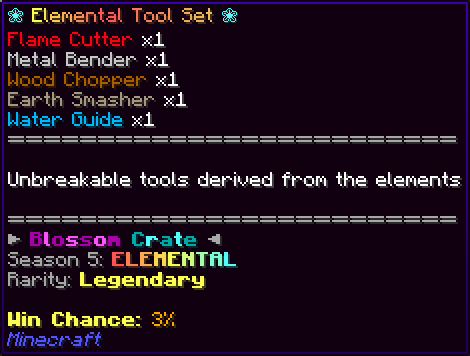 ❀ Elemental Tool Set ❀
Flame Cutter x1
Metal Bender x1
Wood Chopper x1
Earth Smasher x1
Water Guide x1
============================
Unbreakable tools derived from the elements
============================
► Blossom Crate ◄
Season 5: ELEMENTAL
Rarity: Legendary
Win Chance: 3%
Minecraft